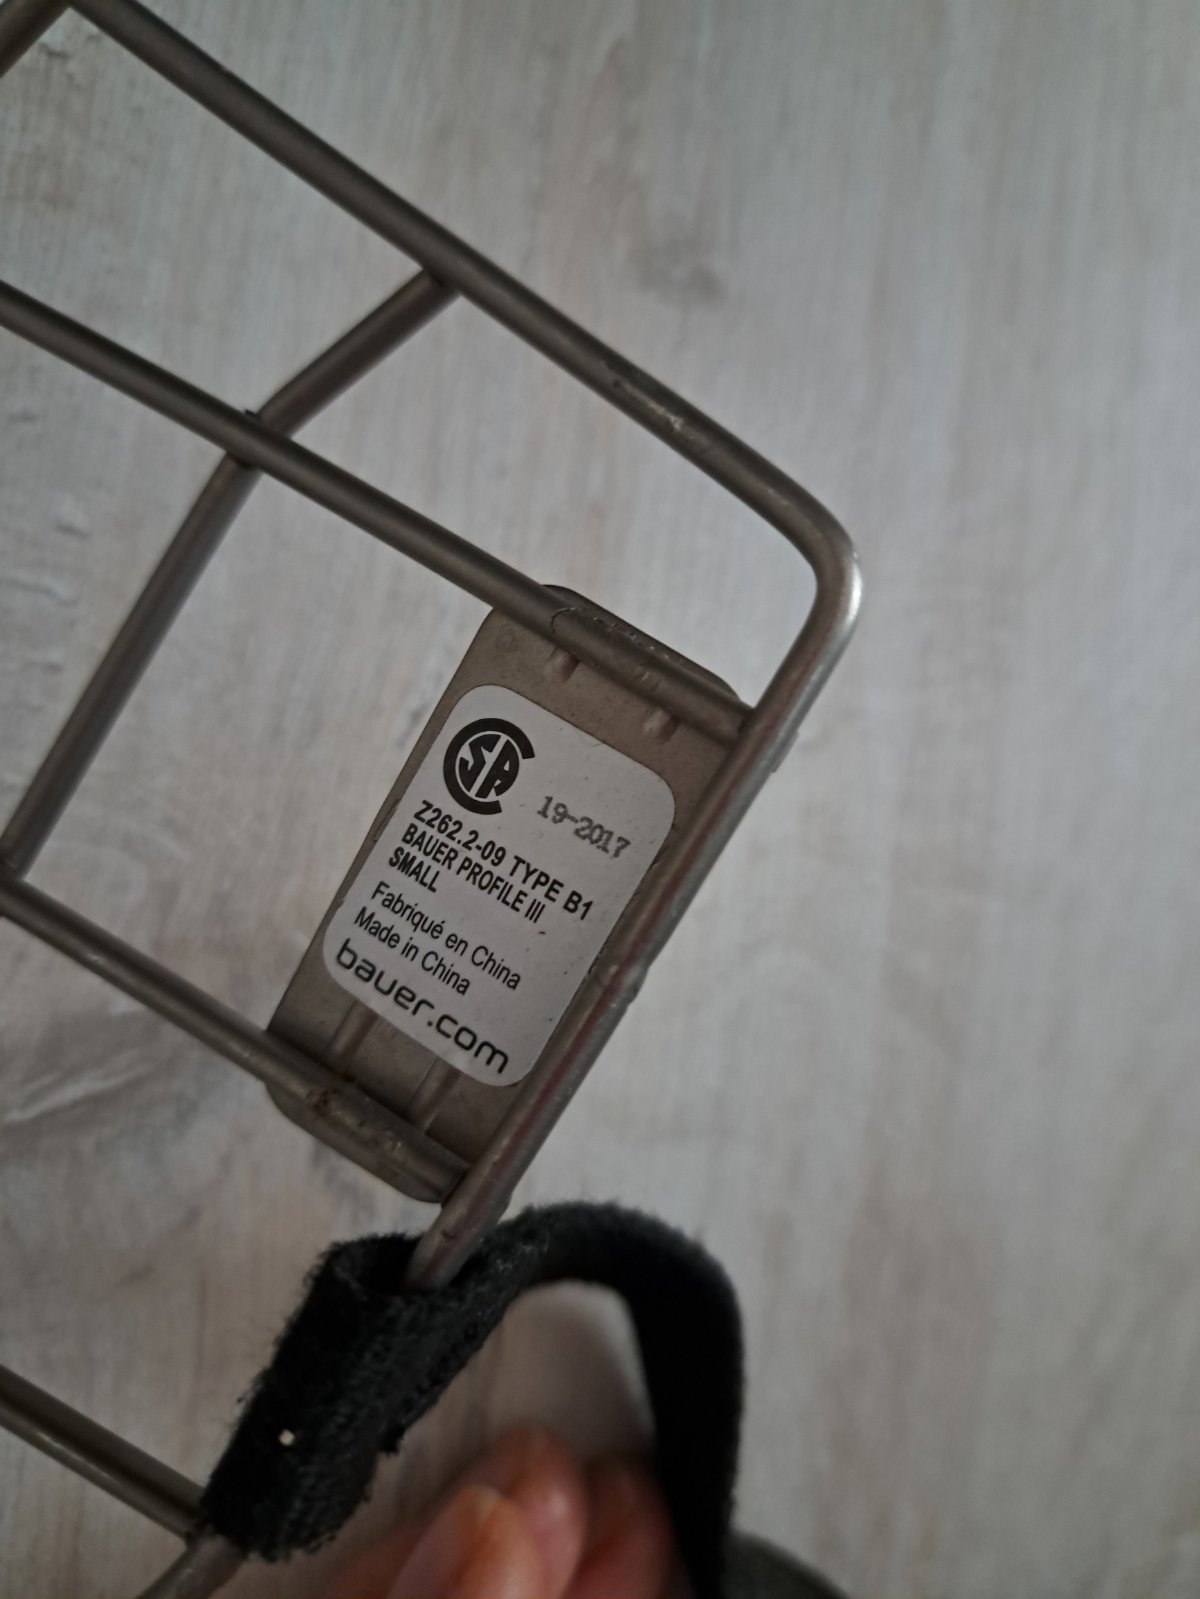 CSA
19-2017
Z262.2-09 TYPE B1
BAUER PROFILE III
SMALL
Fabriqué en China
Made in China
bauer.com